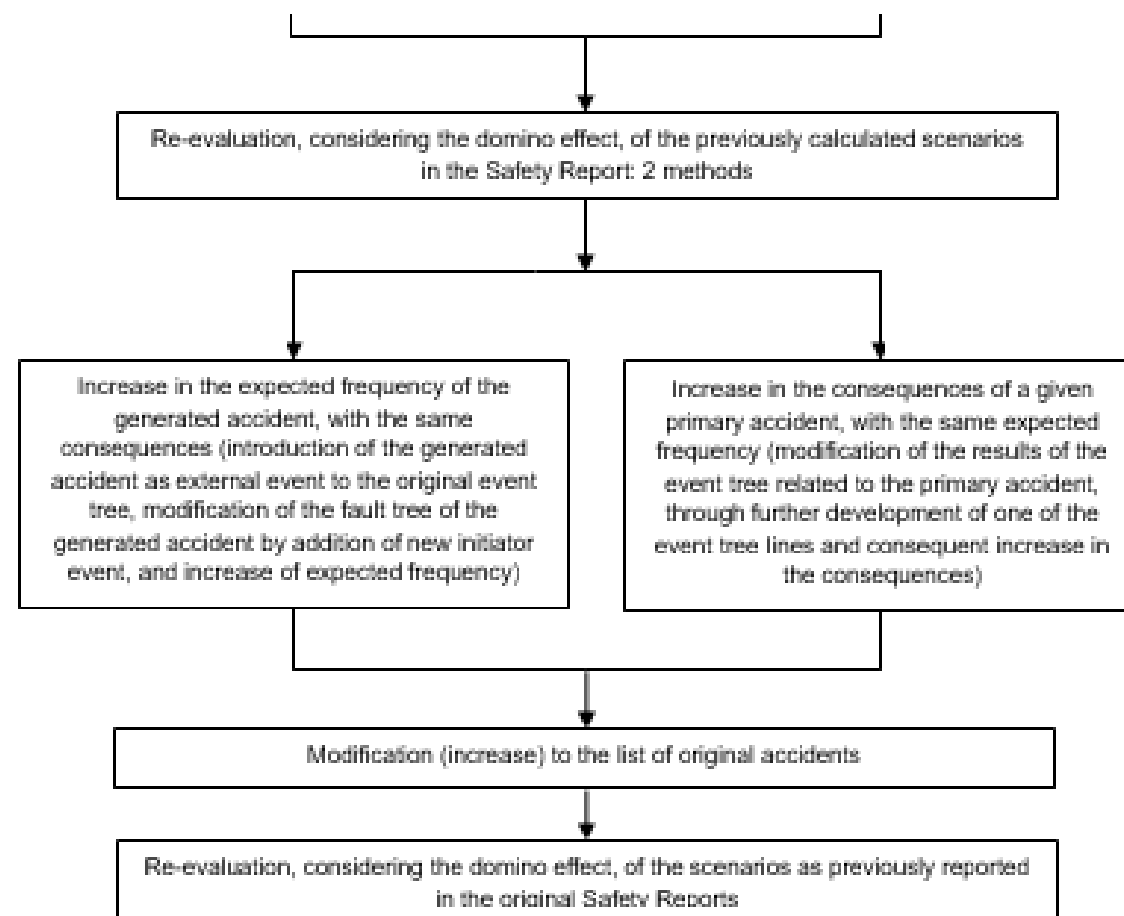 Re-evaluation, considering the domino effect, of the previously calculated scenarios
in the Safety Report: 2 methods
Increase in the expected frequency of the
generated accident, with the same
consequences (introduction of the generated
accident as external event to the original event
tree, modification of the fault tree of the
generated accident by addition of new initiator
event, and increase of expected frequency)
Increase in the consequences of a given
primary accident, with the same expected
frequency (modification of the results of the
event tree related to the primary accident,
through further development of one of the
event tree lines and consequent increase in
the consequences)
Modification (increase) to the list of original accidents
Re-evaluation, considering the domino effect, of the scenarios as previously reported
in the original Safety Reports